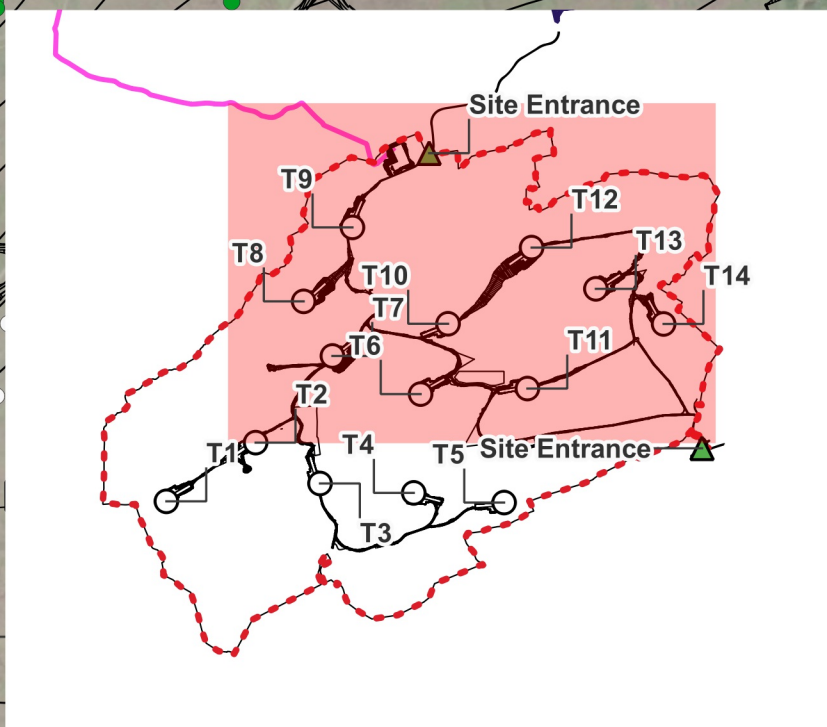 Site Entrance
T9
T12
T8
T13
T10
T14
T7
T6
T11
T2
T1
T4
T5
Site Entrance
T3